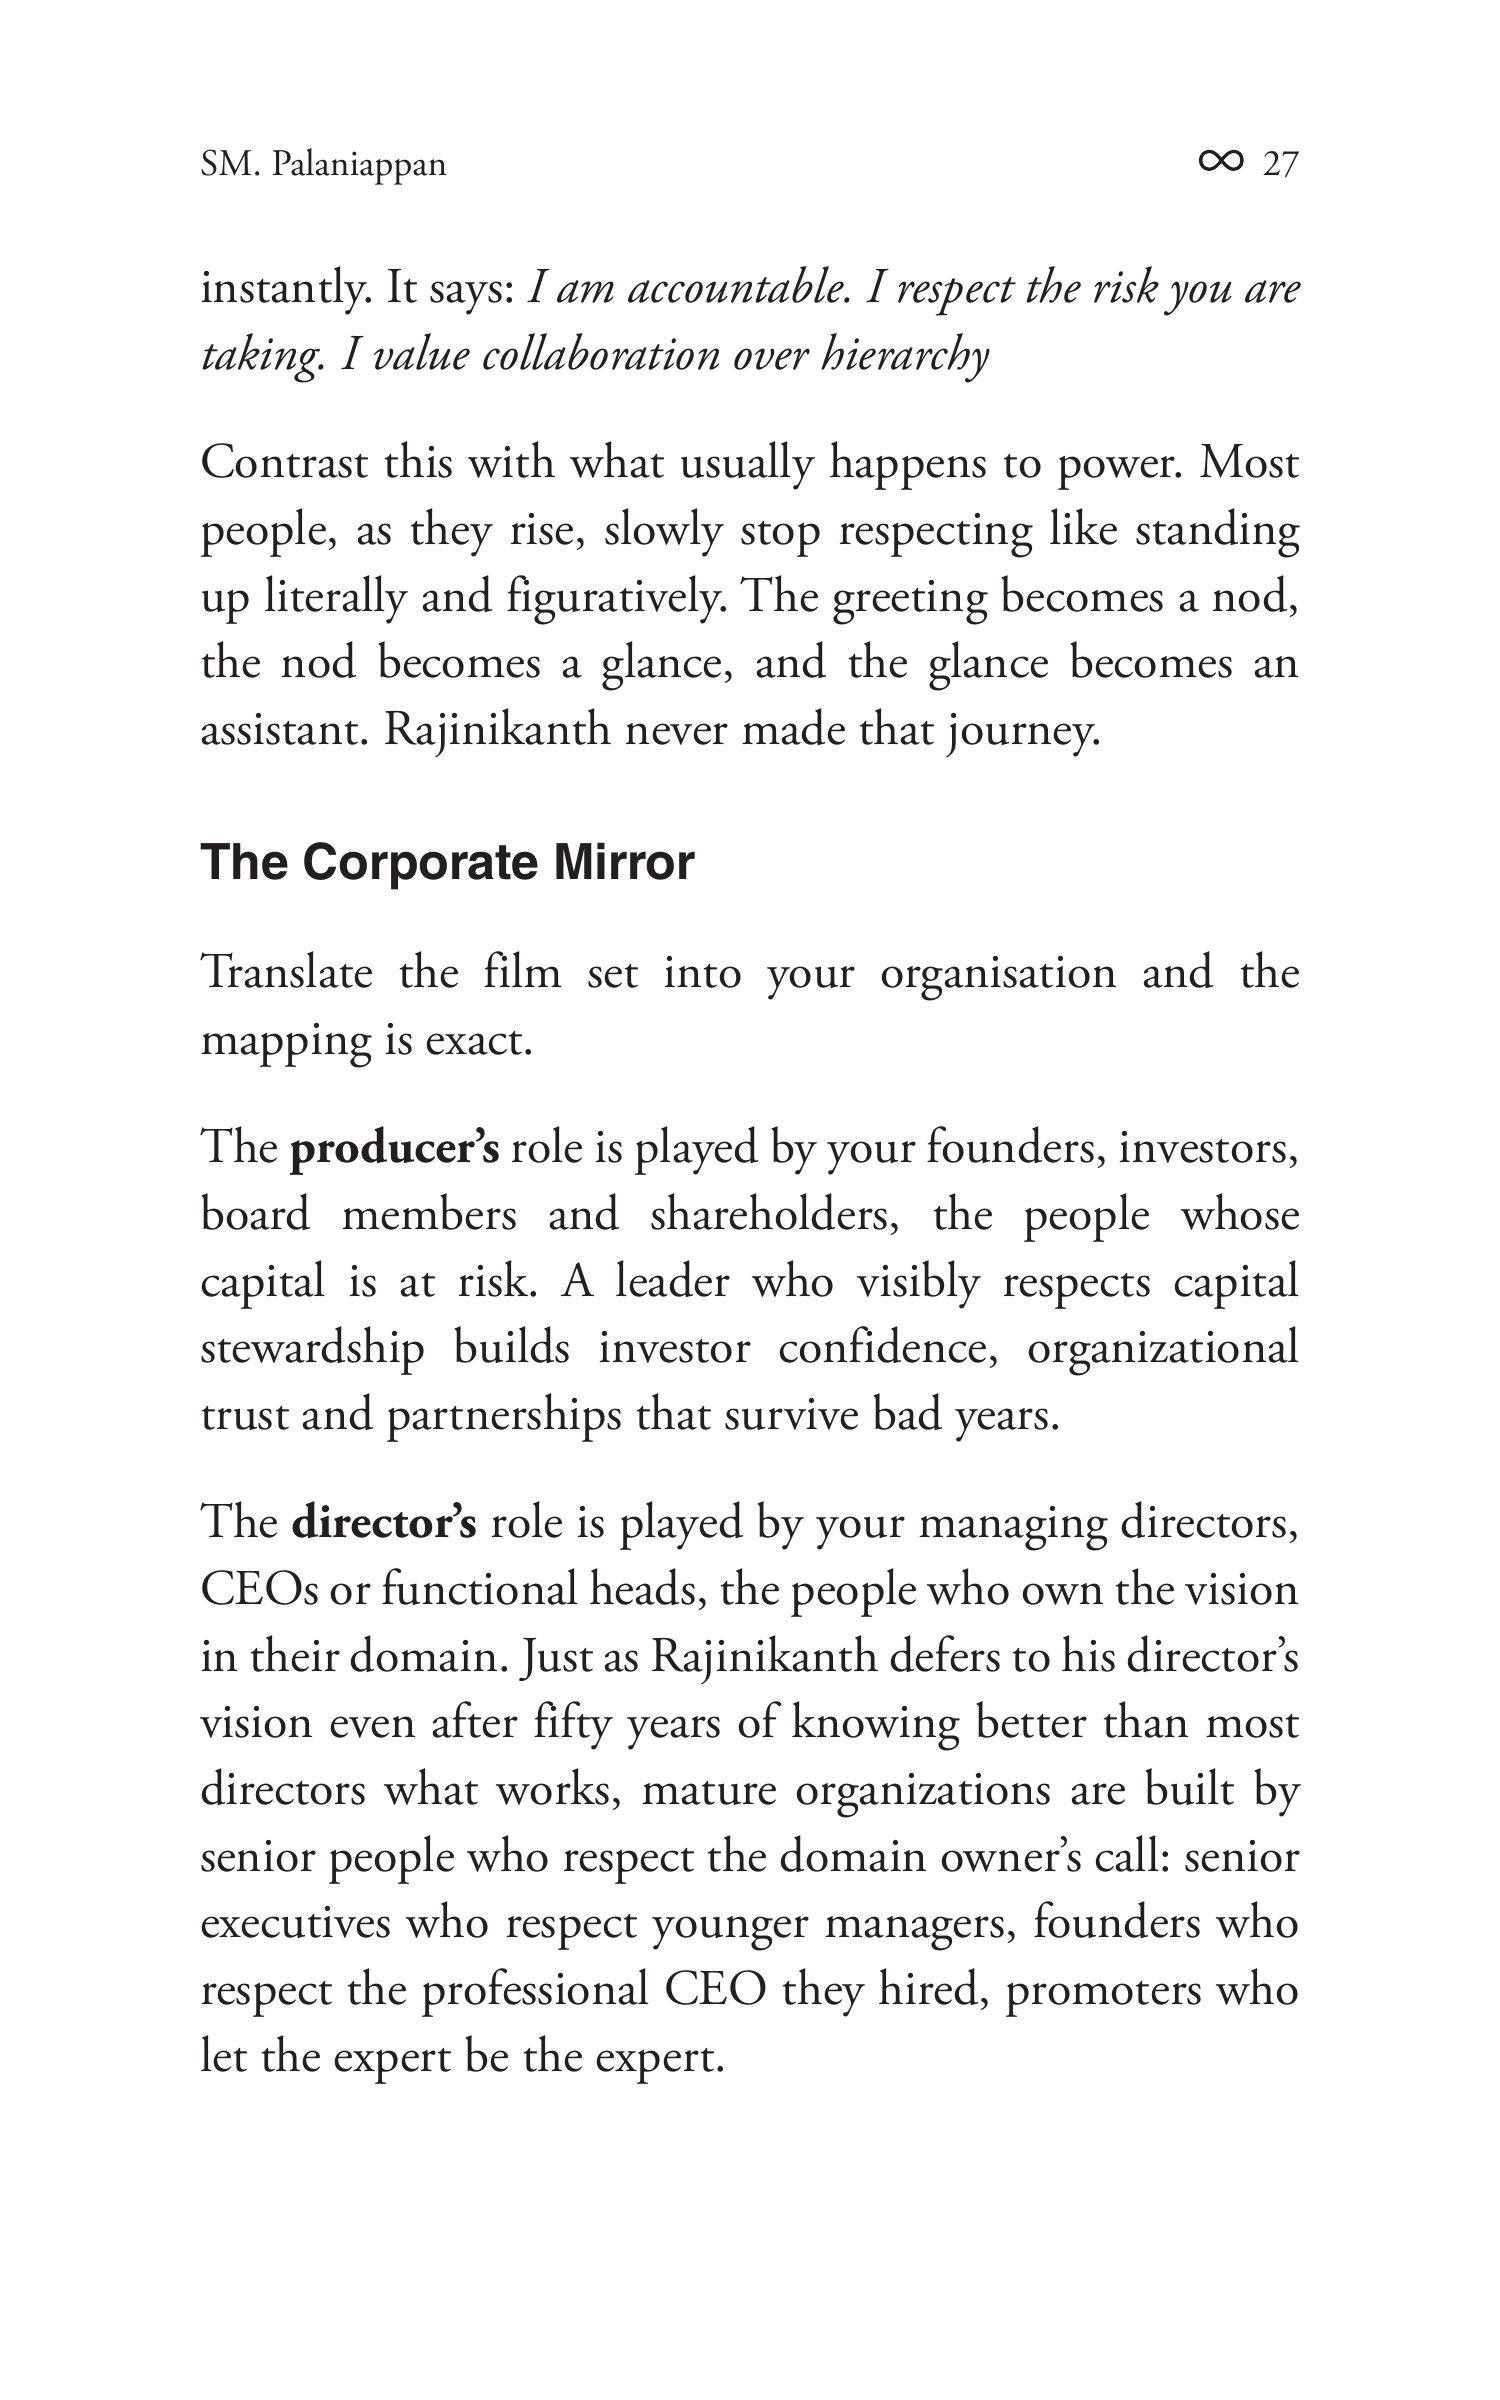 SM. Palaniappan ∞ 27
instantly. It says: I am accountable. I respect the risk you are
taking. I value collaboration over hierarchy
Contrast this with what usually happens to power. Most
people, as they rise, slowly stop respecting like standing
up literally and figuratively. The greeting becomes a nod,
the nod becomes a glance, and the glance becomes an
assistant. Rajinikanth never made that journey.
The Corporate Mirror
Translate the film set into your organisation and the
mapping is exact.
The producer’s role is played by your founders, investors,
board members and shareholders, the people whose
capital is at risk. A leader who visibly respects capital
stewardship builds investor confidence, organizational
trust and partnerships that survive bad years.
The director’s role is played by your managing directors,
CEOs or functional heads, the people who own the vision
in their domain. Just as Rajinikanth defers to his director’s
vision even after fifty years of knowing better than most
directors what works, mature organizations are built by
senior people who respect the domain owner’s call: senior
executives who respect younger managers, founders who
respect the professional CEO they hired, promoters who
let the expert be the expert.